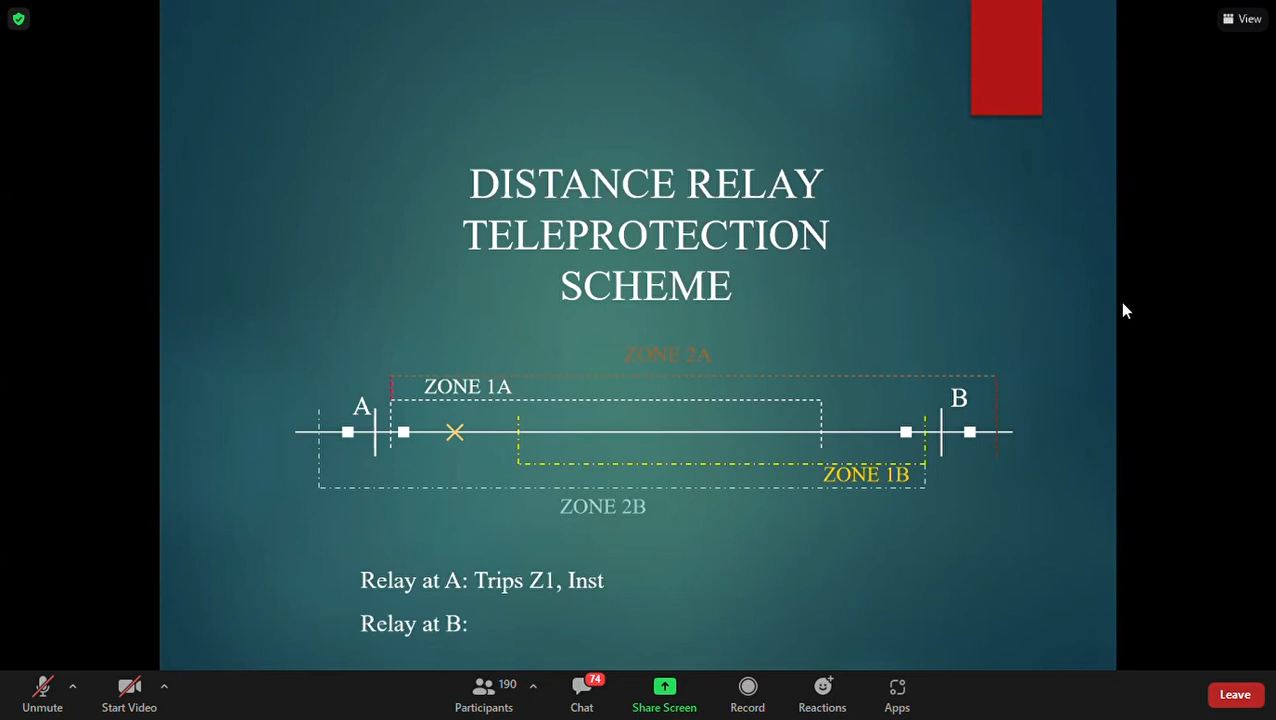 View
DISTANCE RELAY
TELEPROTECTION
SCHEME
ZONE 2A
ZONE 1A
A
B
ZONE 1B
ZONE 2B
Relay at A: Trips Z1, Inst
Relay at B:
Unmute
Start Video
190
Participants
74
Chat
Share Screen
Record
Reactions
Apps
Leave